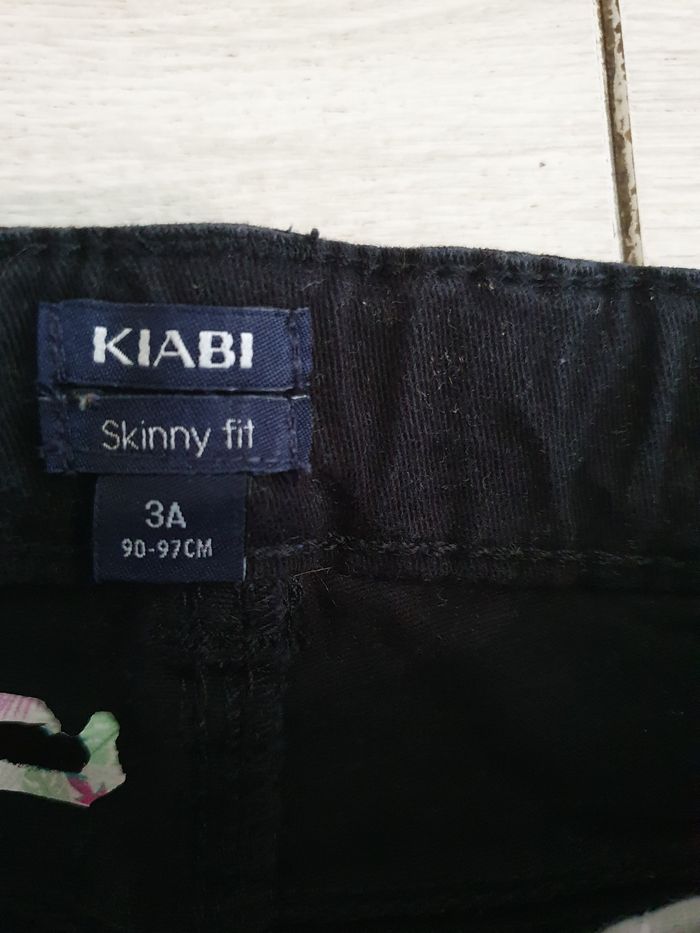 KIABI
Skinny fit
3A
90-97CM